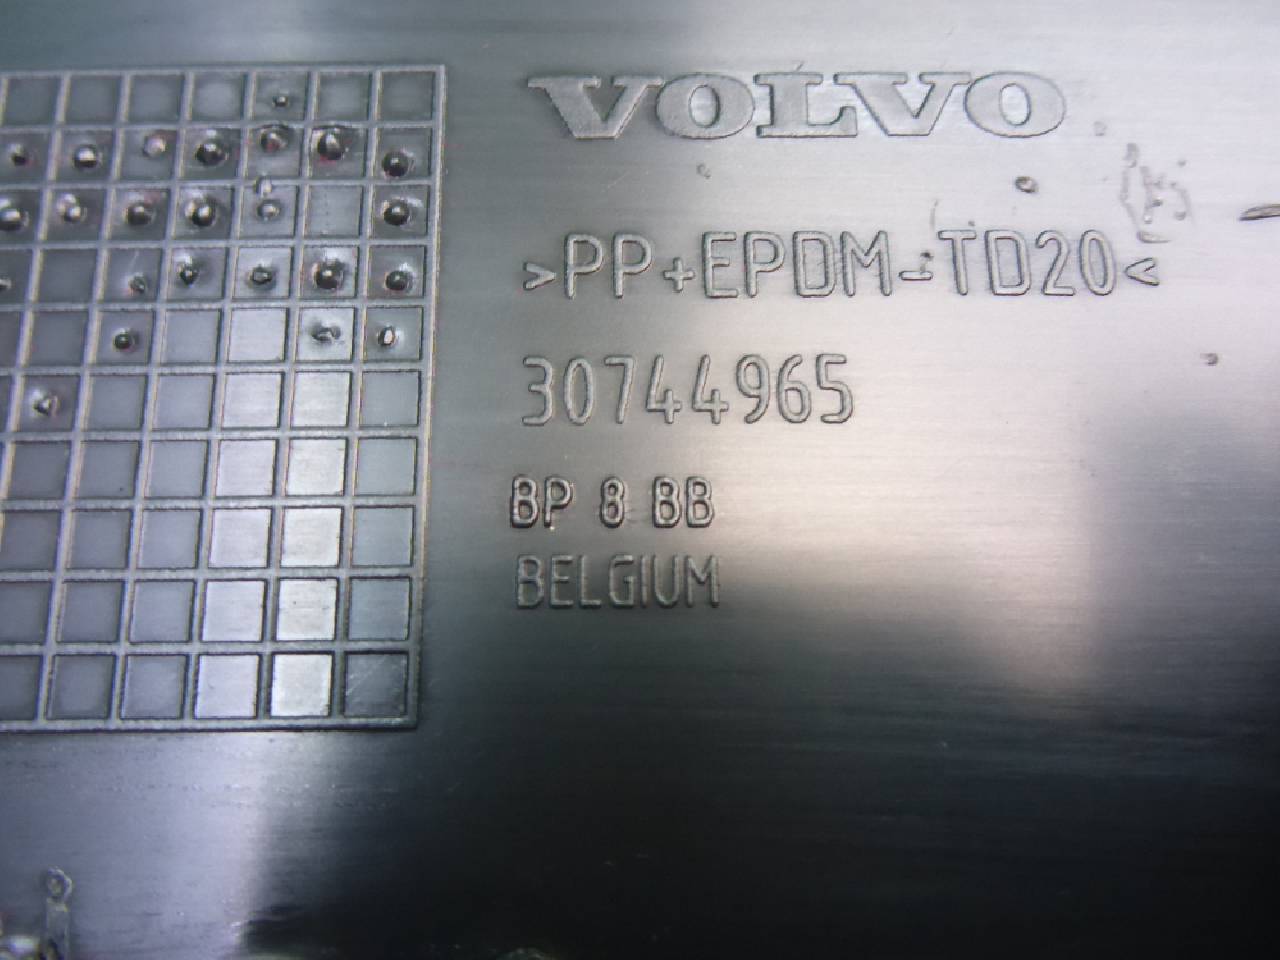 VOLVO
>PP+EPDM-TD20<
30744965
BP 8 BB
BELGIUM